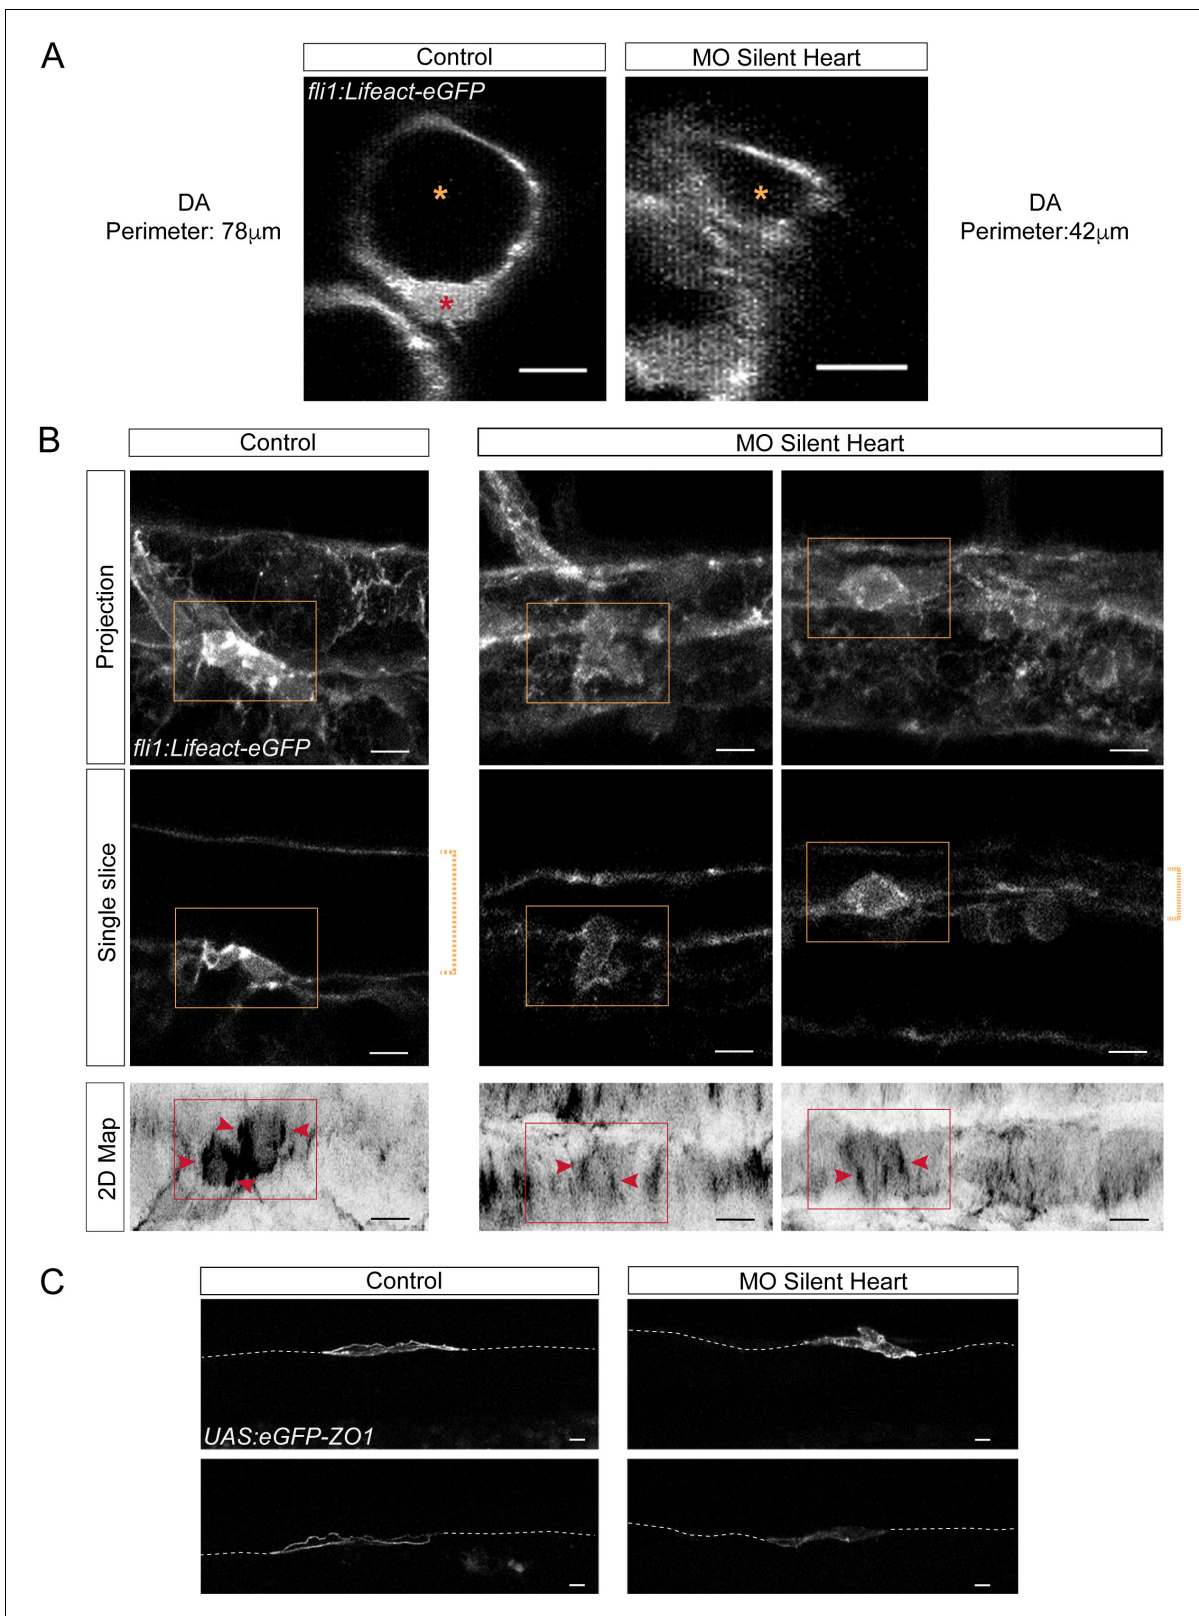 A
Control
MO Silent Heart
fli1:Lifeact-eGFP
DA
Perimeter: 78µm
DA
Perimeter:42µm
B
Control
MO Silent Heart
Projection
fli1:Lifeact-eGFP
Single slice
2D Map
C
Control
MO Silent Heart
UAS:eGFP-ZO1